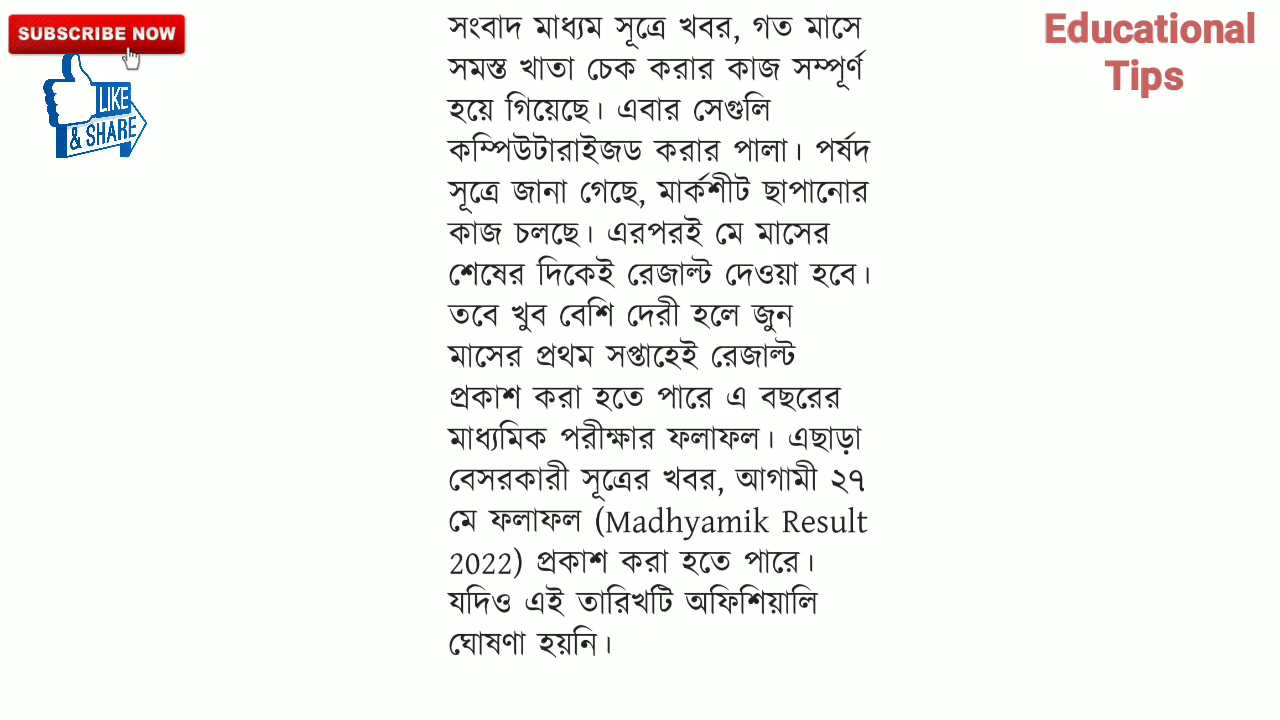 SUBSCRIBE NOW
LIKE
& SHARE
Educational
Tips
সংবাদ মাধ্যম সূত্রে খবর, গত মাসে
সমস্ত খাতা চেক করার কাজ সম্পূর্ণ
হয়ে গিয়েছে। এবার সেগুলি
কম্পিউটারাইজড করার পালা। পর্ষদ
সূত্রে জানা গেছে, মার্কশীট ছাপানোর
কাজ চলছে। এরপরই মে মাসের
শেষের দিকেই রেজাল্ট দেওয়া হবে।
তবে খুব বেশি দেরী হলে জুন
মাসের প্রথম সপ্তাহেই রেজাল্ট
প্রকাশ করা হতে পারে এ বছরের
মাধ্যমিক পরীক্ষার ফলাফল। এছাড়া
বেসরকারী সূত্রের খবর, আগামী ২৭
মে ফলাফল (Madhyamik Result
2022) প্রকাশ করা হতে পারে।
যদিও এই তারিখটি অফিশিয়ালি
ঘোষণা হয়নি।